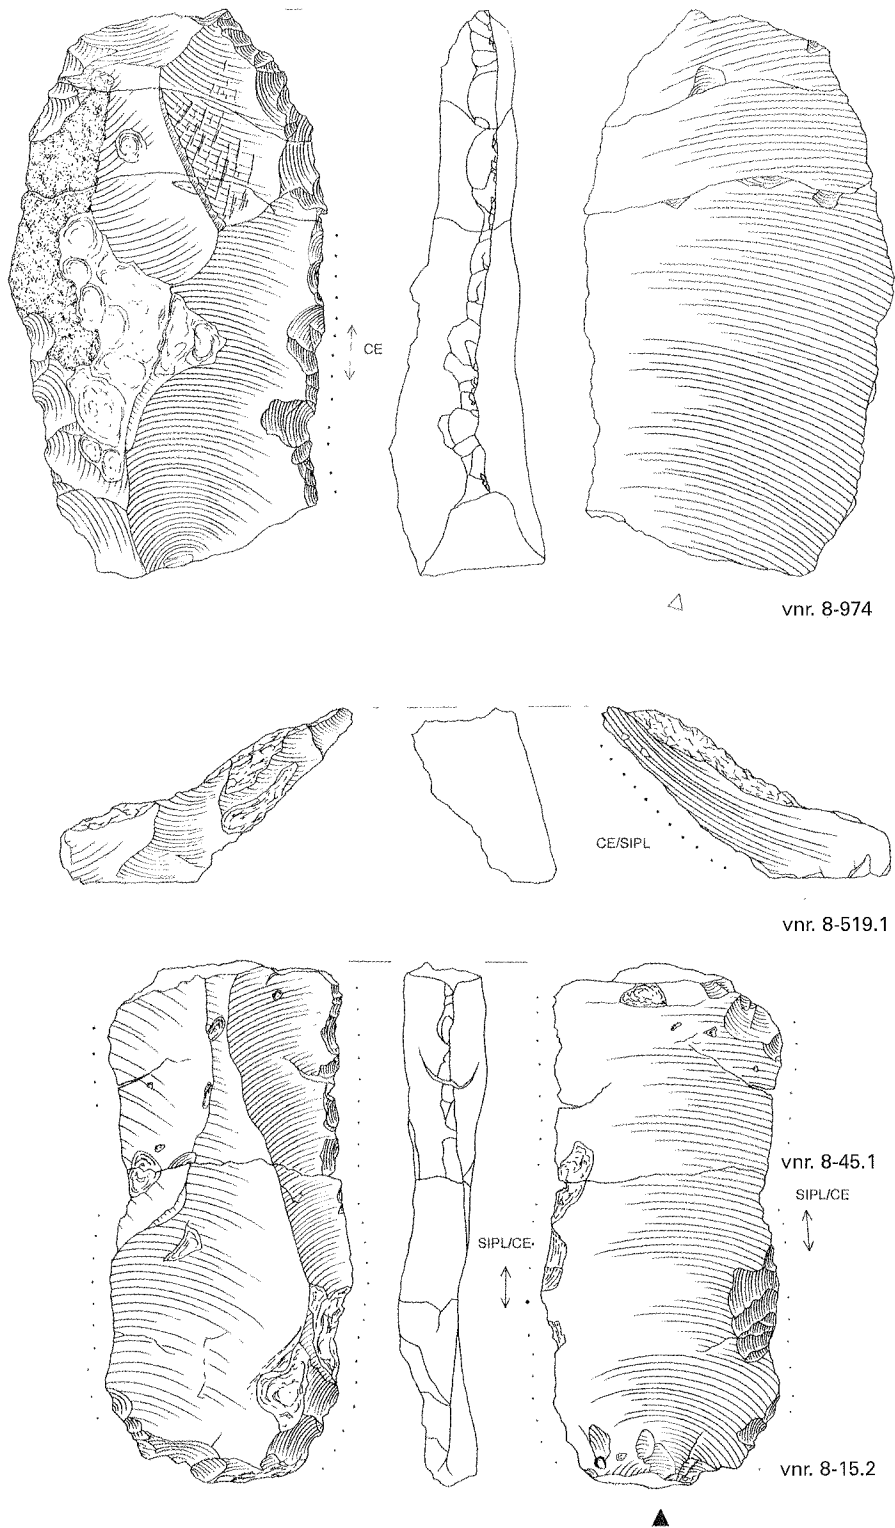 CE
vnr. 8-974
CE/SIPL
vnr. 8-519.1
vnr. 8-45.1
SIPL/CE
SIPL/CE
vnr. 8-15.2